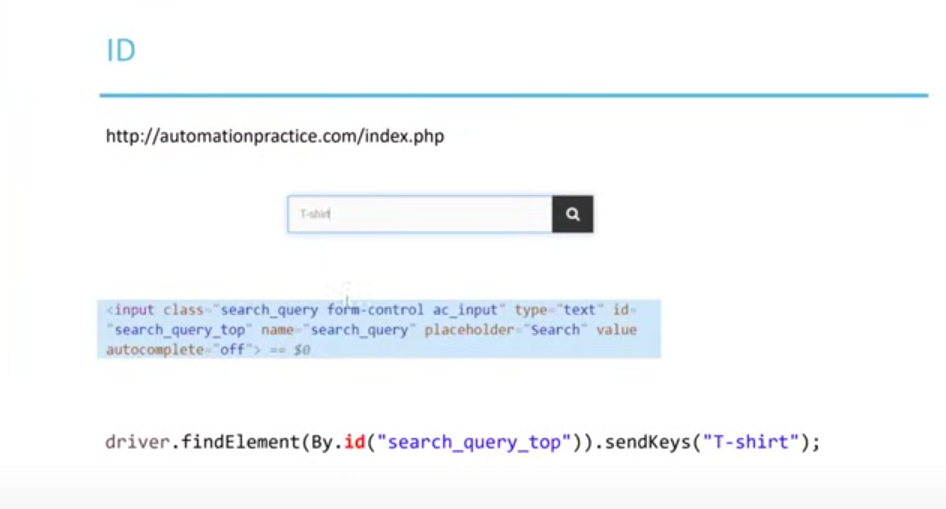 ID
http://automationpractice.com/index.php
T-shirt
<input class="search_query form-control ac_input" type="text" id=
"search_query_top" name="search_query" placeholder="Search" value
autocomplete="off"> == $0
driver.findElement(By.id("search_query_top")).sendKeys("T-shirt");